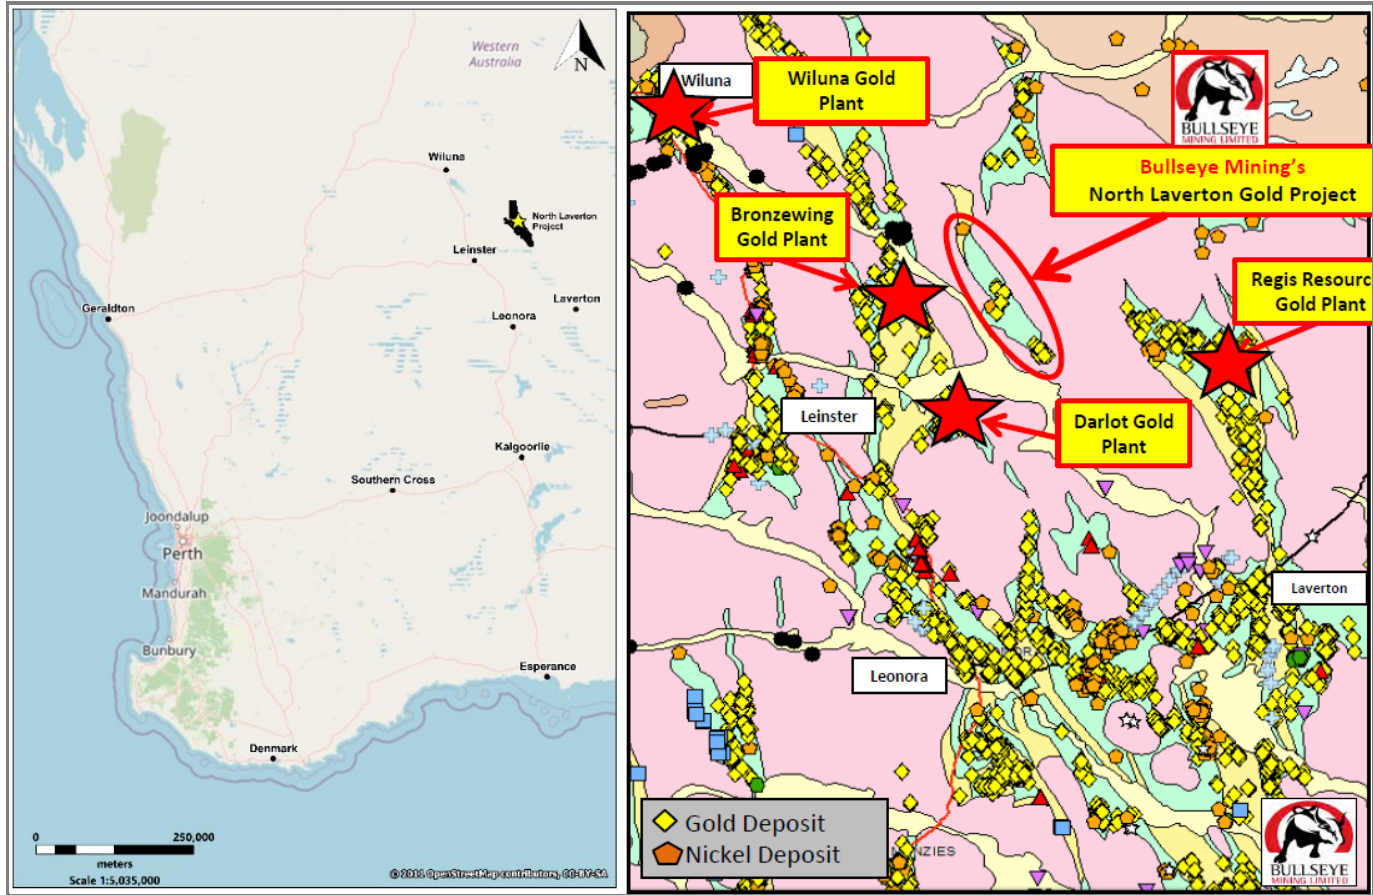 Western
Australia
N
Wiluna
North Laverton
Project
Leinster
Laverton
Geraldton
Leonora
Kalgoorlie
Southern Cross
Joondalup
Perth
Mandurah
Bunbury
Esperance
Denmark
0 250,000
meters
Scale 1:5,035,000
© 2011 OpenStreetMap contributors, CC-BY-SA
Wiluna
Wiluna Gold
Plant
BULLSEYE
MINING LIMITED
Bullseye Mining's
North Laverton Gold Project
Bronzewing
Gold Plant
Regis Resourc
Gold Plant
Leinster
Darlot Gold
Plant
Laverton
Leonora
Gold Deposit
Nickel Deposit
BULLSEYE
MINING LIMITED